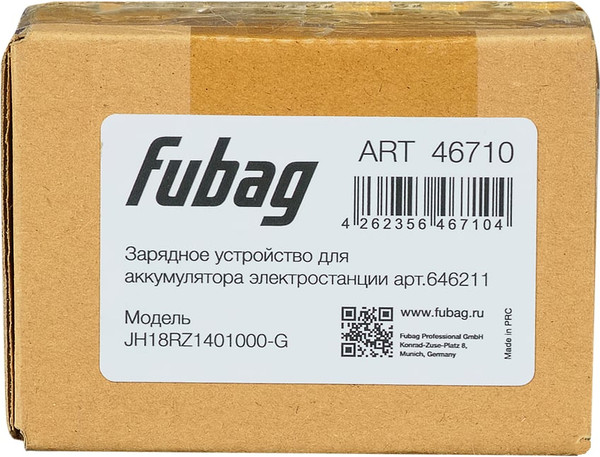 fubag
ART 46710
4 262356 467104
Зарядное устройство для
аккумулятора электростанции арт.646211
Модель
JH18RZ1401000-G
www.fubag.ru
Fubag Professional GmbH
Konrad-Zuse-Platz 8,
Munich, Germany
Made in PRC